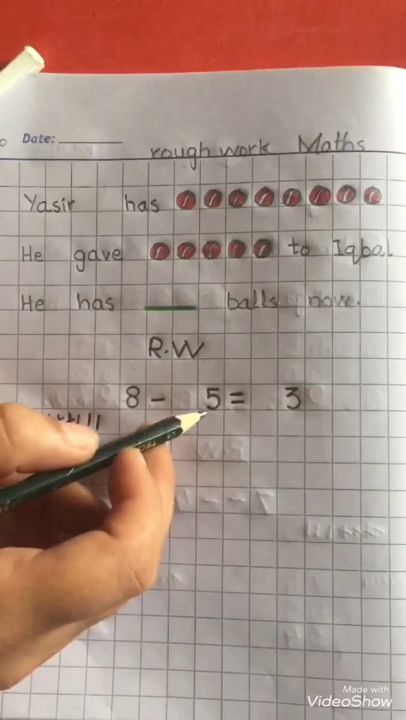 Date:
rough work Maths
Yasir has
He gave to Iqbal
He has ___ balls now.
R.W
8 - 5 = 3
Made with
VideoShow